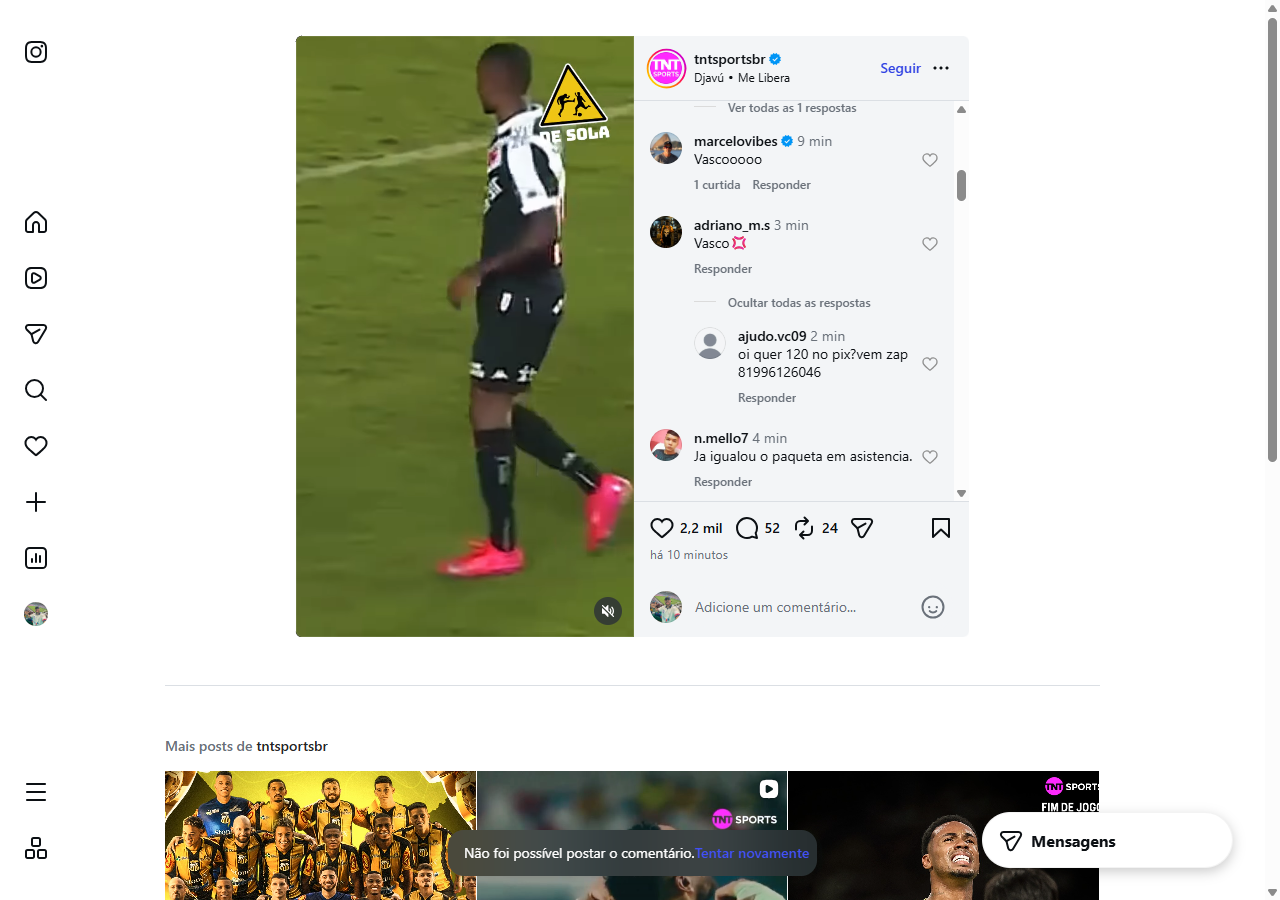 DE SOLA
TNT
SPORTS
tntsportsbr
Djavú • Me Libera
Seguir
Ver todas as 1 respostas
marcelovibes 9 min
Vascooooo
1 curtida Responder
adriano_m.s 3 min
Vasco💢
Responder
Ocultar todas as respostas
ajudo.vc09 2 min
oi quer 120 no pix?vem zap
81996126046
Responder
n.mello7 4 min
Ja igualou o paqueta em asistencia.
Responder
2,2 mil 52 24
há 10 minutos
Adicione um comentário...
Mais posts de tntsportsbr
TNT SPORTS
TNT SPORTS
FIM DE JOGO
Não foi possível postar o comentário.Tentar novamente
Mensagens